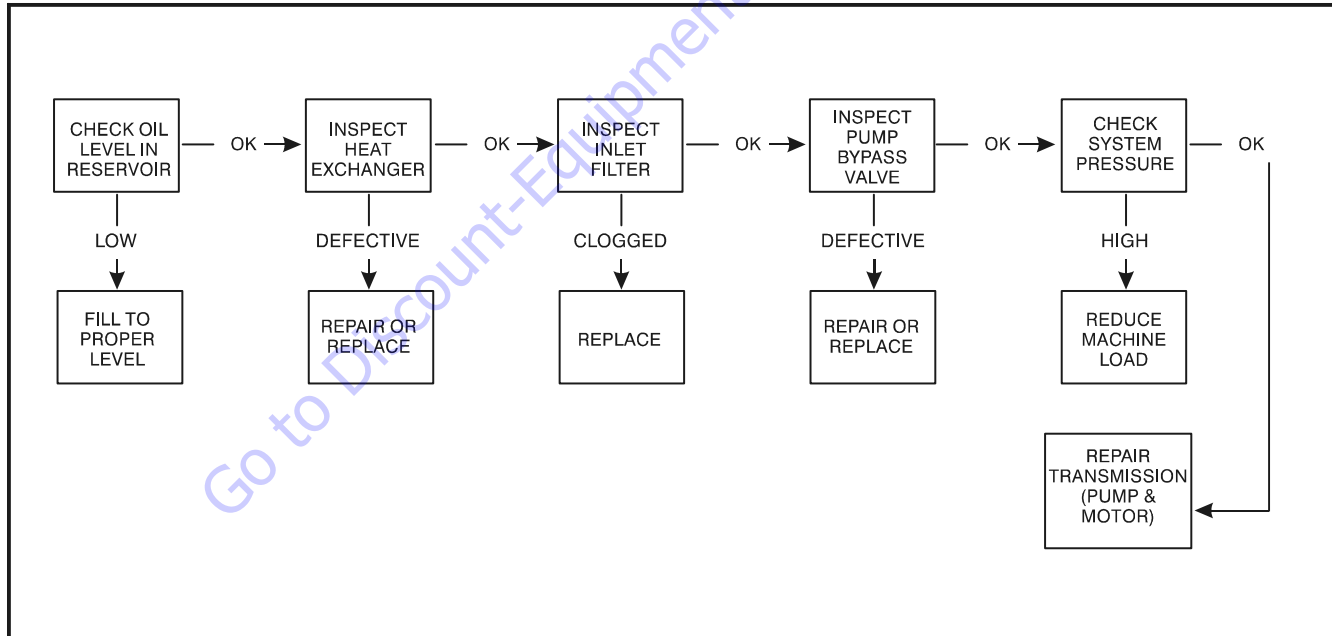 CHECK OIL
LEVEL IN
RESERVOIR
OK
INSPECT
HEAT
EXCHANGER
OK
INSPECT
INLET
FILTER
OK
INSPECT
PUMP
BYPASS
VALVE
OK
CHECK
SYSTEM
PRESSURE
OK
LOW
DEFECTIVE
CLOGGED
DEFECTIVE
HIGH
FILL TO
PROPER
LEVEL
REPAIR OR
REPLACE
REPLACE
REPAIR OR
REPLACE
REDUCE
MACHINE
LOAD
REPAIR
TRANSMISSION
(PUMP &
MOTOR)
Go to Discount-Equipment